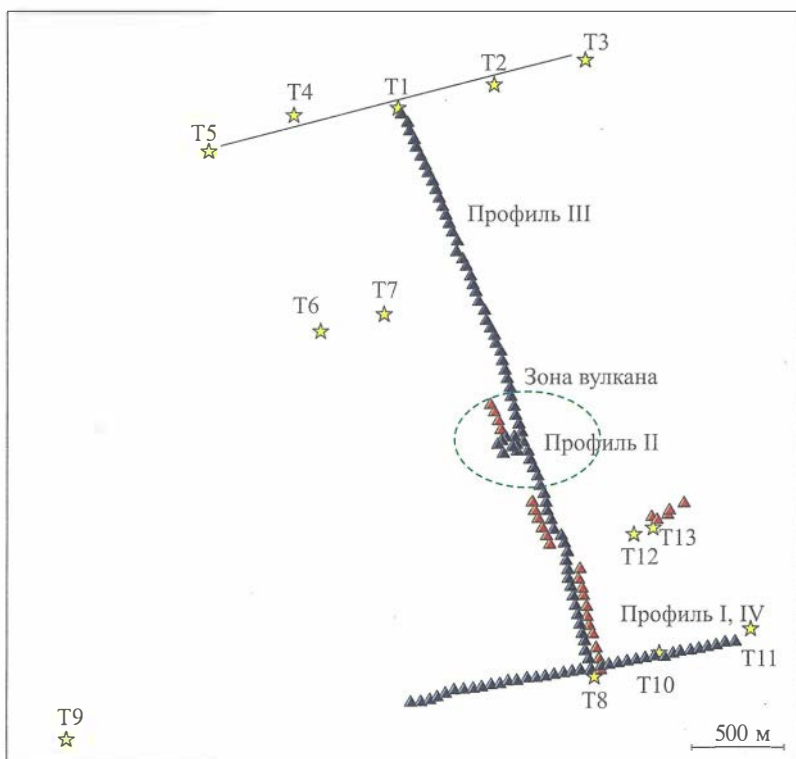 T3
T2
T1
T4
T5
Профиль III
T7
T6
Зона вулкана
Профиль II
T13
T12
Профиль I, IV
T11
T10
T8
T9
500 м